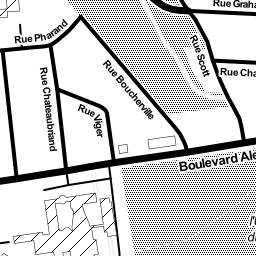 Rue Graha
Rue Pharand
Rue Scott
Rue Cha
Rue Chateaubriand
Rue Boucherville
Rue Viger
Boulevard Ale